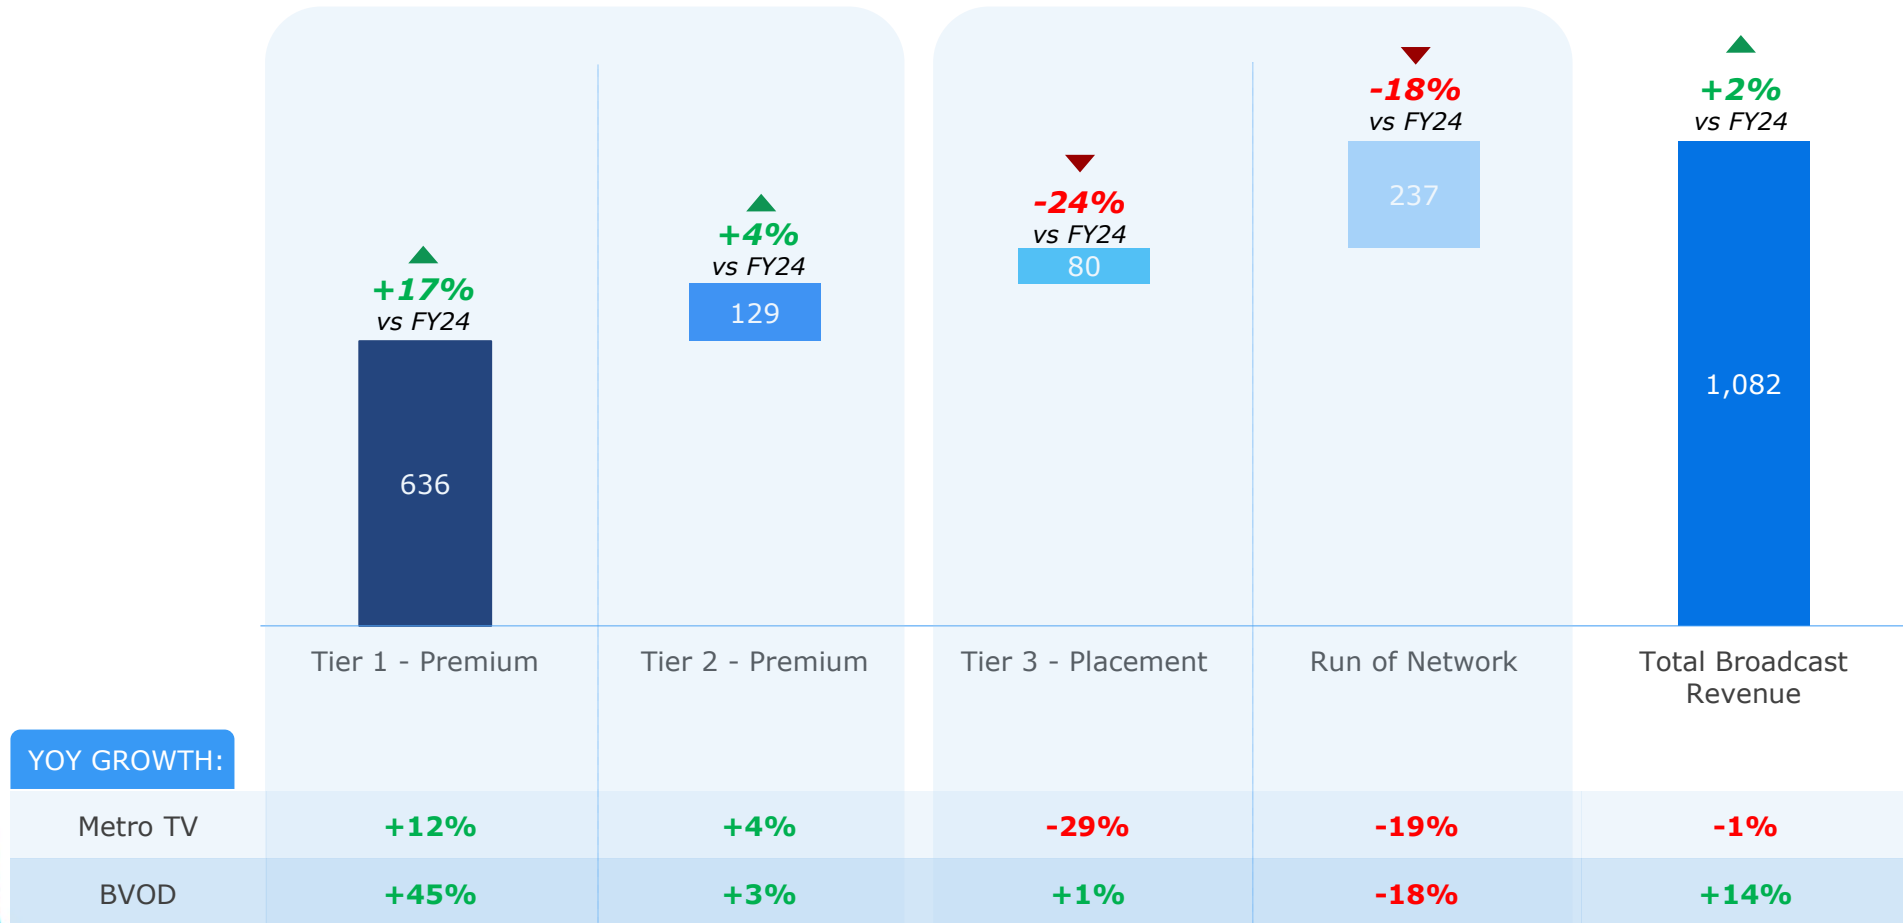 +17%
vs FY24
636
+4%
vs FY24
129
-24%
vs FY24
80
-18%
vs FY24
237
+2%
vs FY24
1,082
Tier 1 - Premium
Tier 2 - Premium
Tier 3 - Placement
Run of Network
Total Broadcast
Revenue
YOY GROWTH:
Metro TV +12% +4% -29% -19% -1%
BVOD +45% +3% +1% -18% +14%